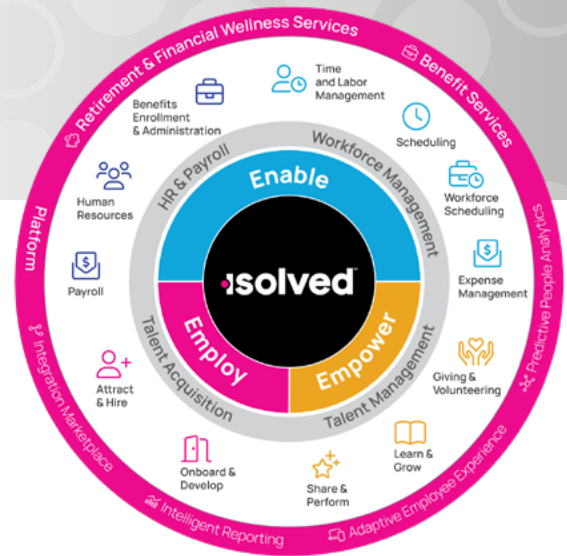 Retirement & Financial Wellness Services
Benefit Services
Predictive People Analytics
Adaptive Employee Experience
Intelligent Reporting
Integration Marketplace
Platform
Benefits
Enrollment
& Administration
Time
and Labor
Management
Scheduling
Workforce
Scheduling
Expense
Management
Giving &
Volunteering
Learn &
Grow
Share &
Perform
Onboard &
Develop
Attract
& Hire
Payroll
Human
Resources
HR & Payroll
Workforce Management
Talent Management
Talent Acquisition
Enable
Empower
Employ
isolved